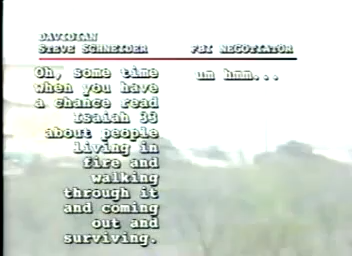 DAVIDIAN
STEVE SCHNEIDER
FBI NEGOTIATOR
Oh, some time
when you have
a chance read
Isaiah 33
about people
living in
fire and
walking
through it
and coming
out and
surviving.
um hmm...